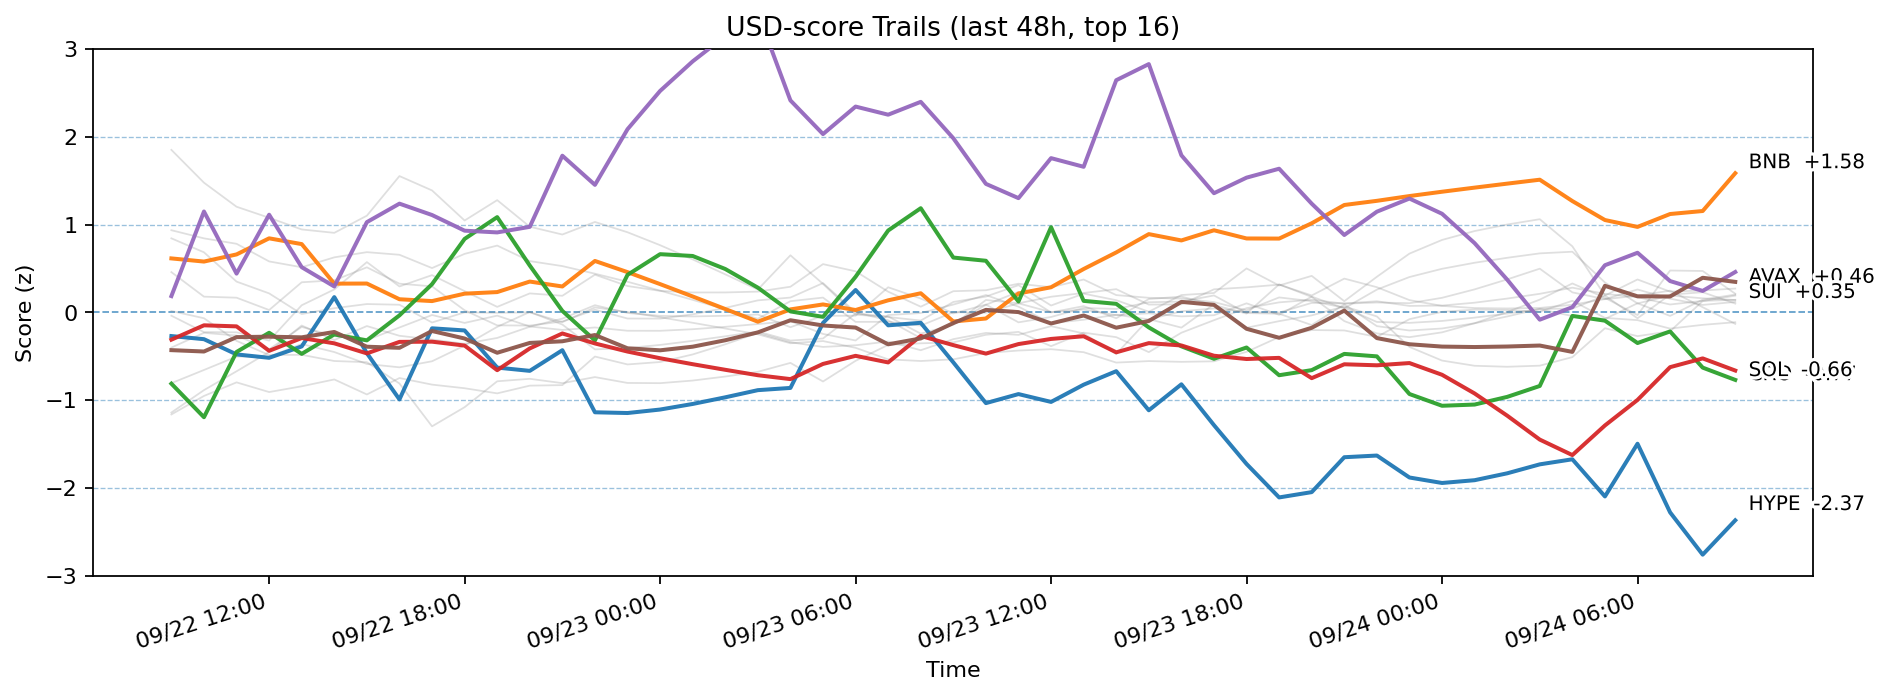 USD-score Trails (last 48h, top 16)
Score (z)
3
2
1
0
−1
−2
−3
BNB +1.58
AVAX +0.46
SUI +0.35
SOL -0.66
HYPE -2.37
09/22 12:00
09/22 18:00
09/23 00:00
09/23 06:00
09/23 12:00
09/23 18:00
09/24 00:00
09/24 06:00
Time